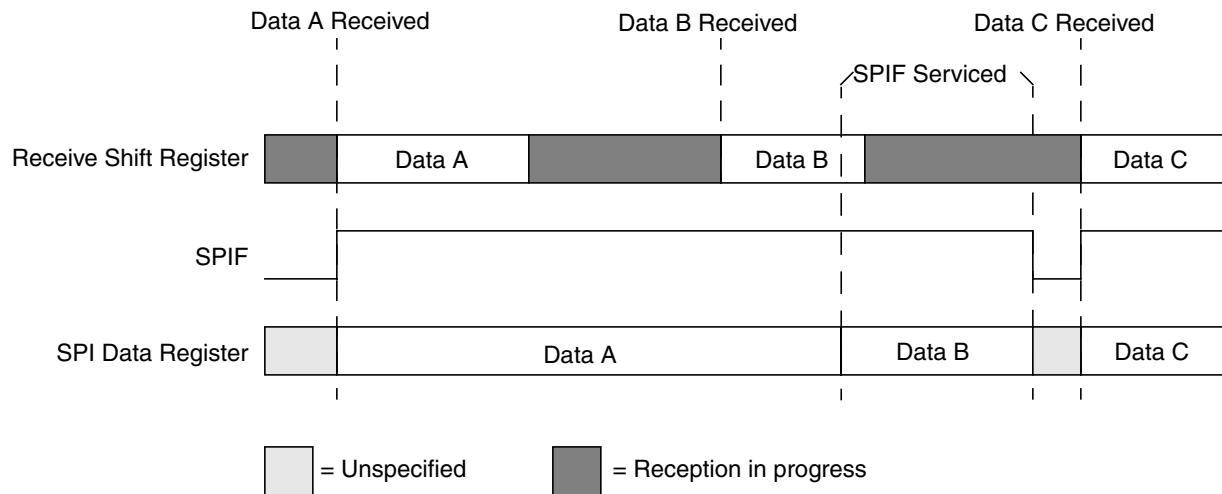 Data A Received Data B Received Data C Received
SPIF Serviced
Receive Shift Register Data A Data B Data C
SPIF
SPI Data Register Data A Data B Data C
= Unspecified = Reception in progress